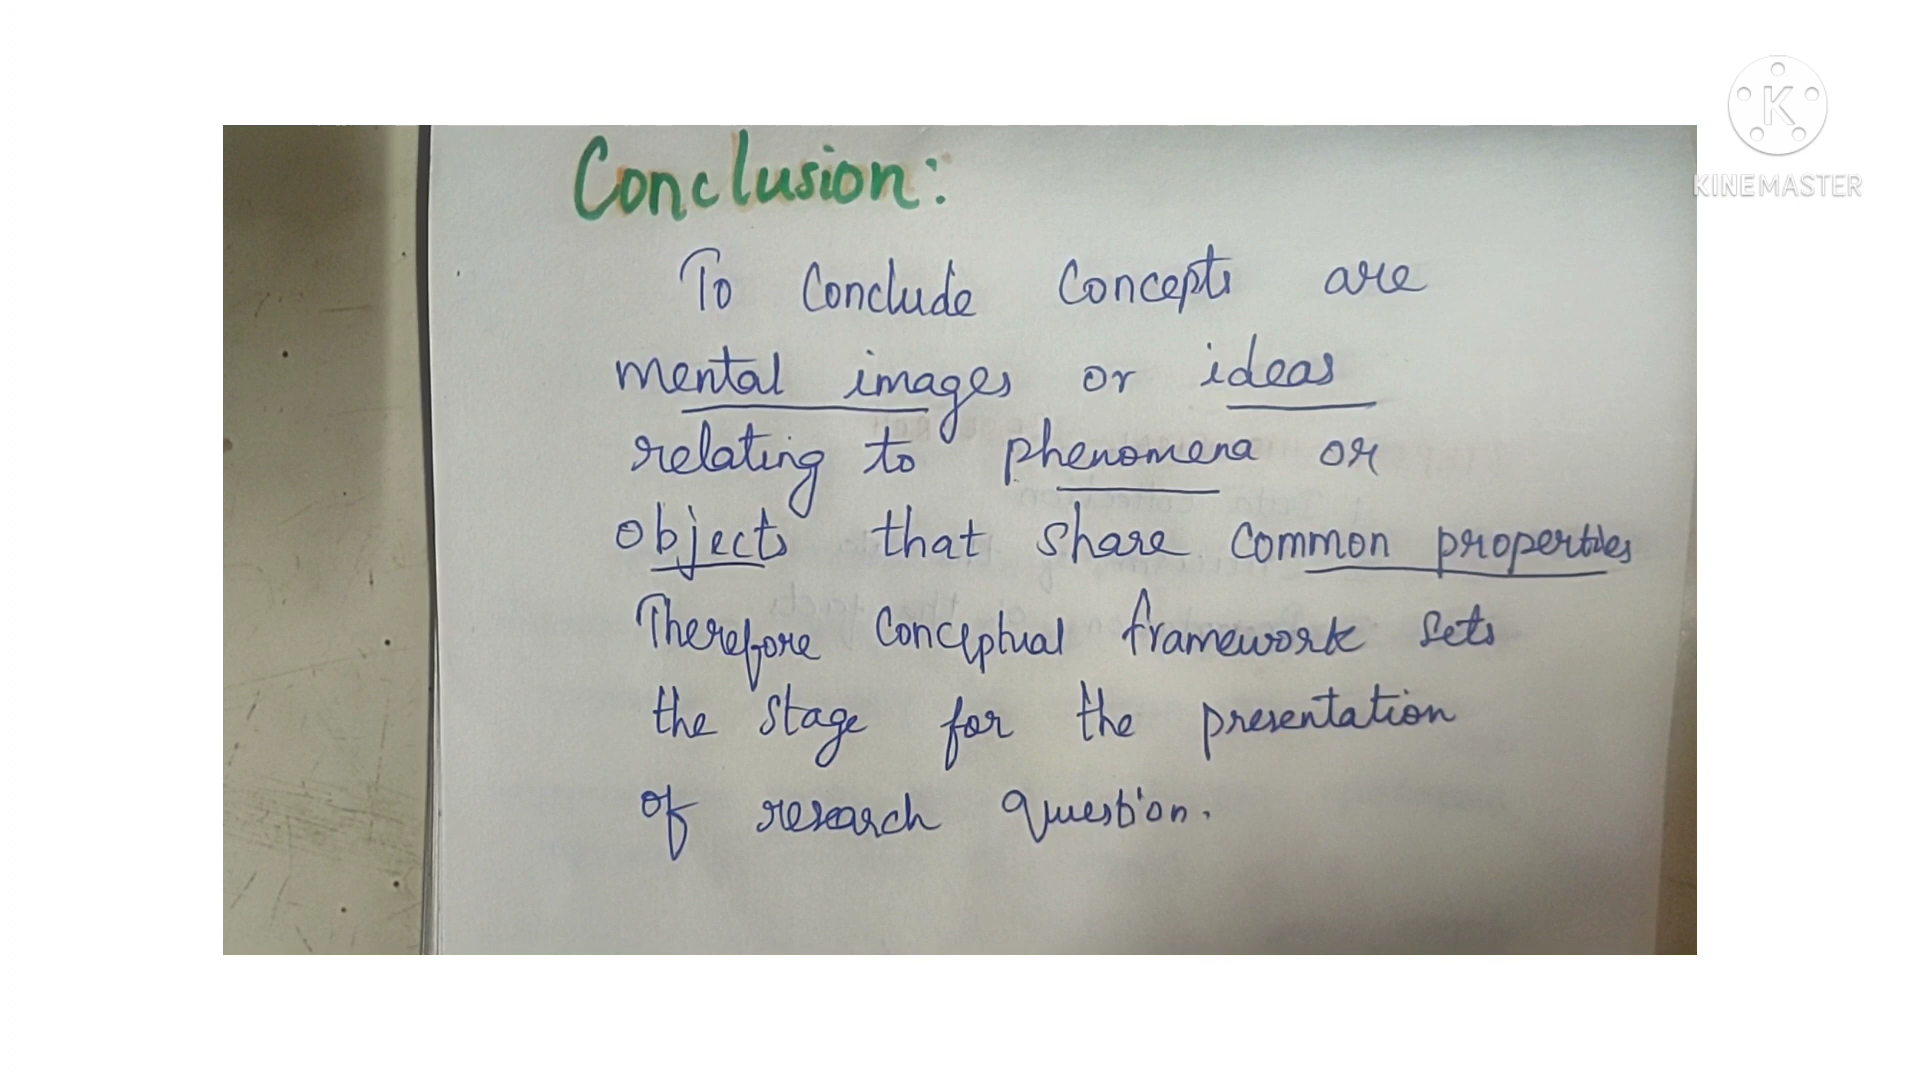 Conclusion:
To Conclude Concepts are
mental images or ideas
relating to phenomena or
objects that share common properties
Therefore Conceptual framework sets
the stage for the presentation
of research question.
KINEMASTER